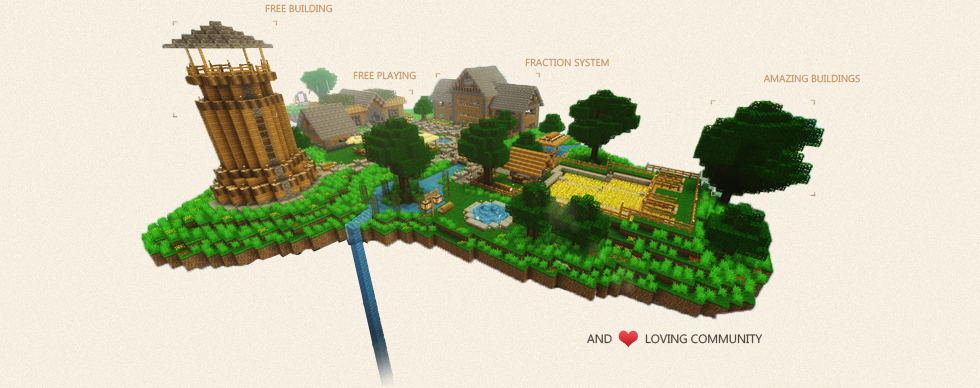 FREE BUILDING
FREE PLAYING
FRACTION SYSTEM
AMAZING BUILDINGS
AND ❤ LOVING COMMUNITY